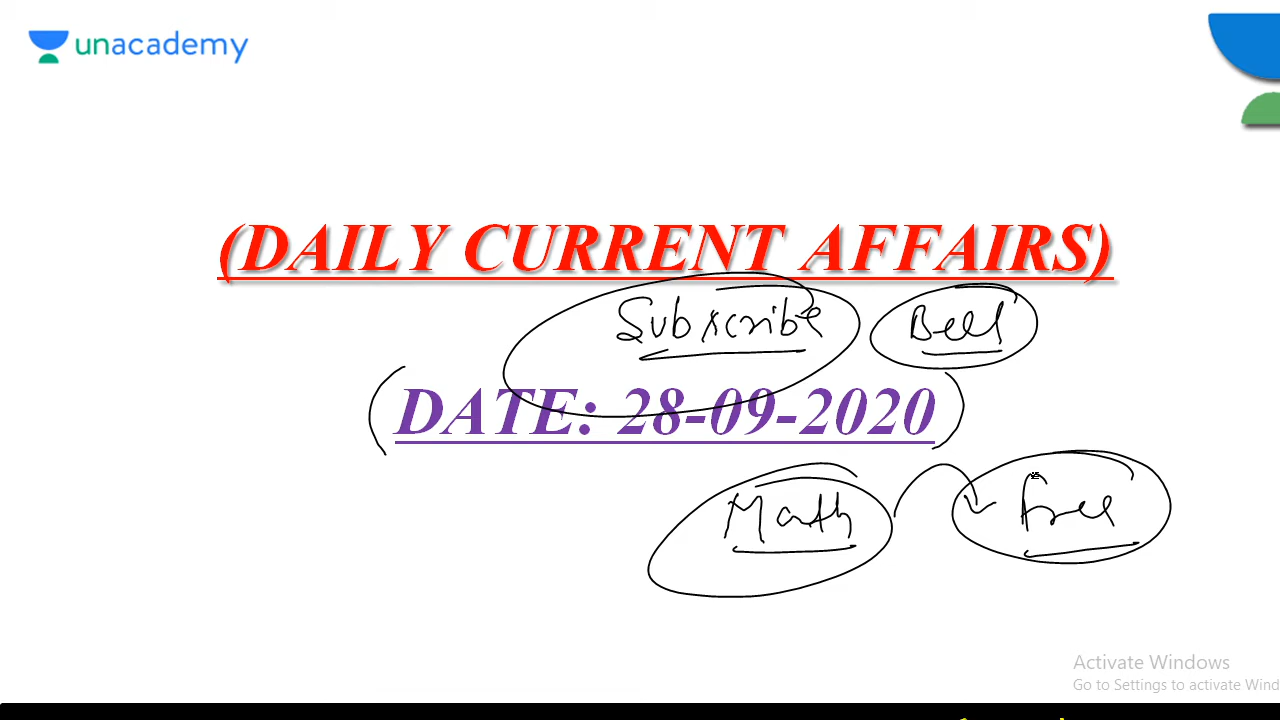 unacademy
(DAILY CURRENT AFFAIRS)
Subscribe Bell
(DATE: 28-09-2020)
Math Free
Activate Windows
Go to Settings to activate Wind